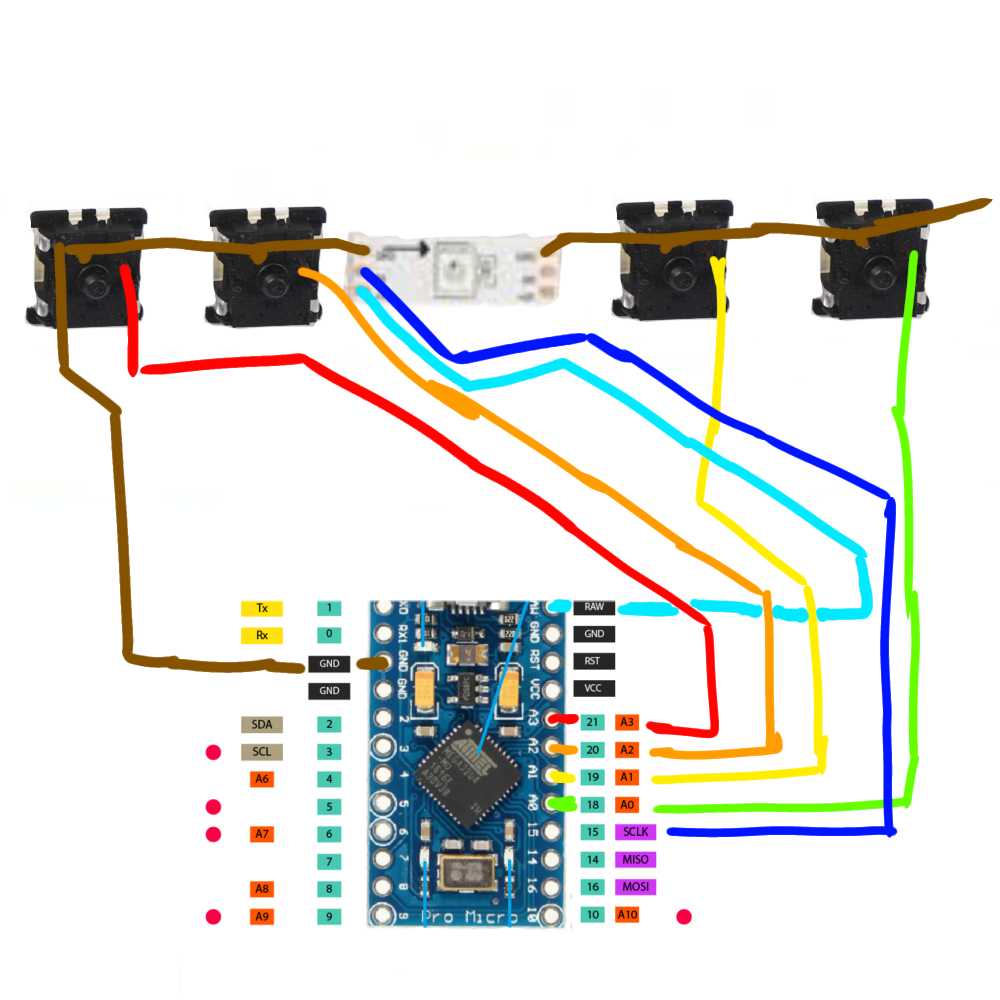 Tx 1 RAW
Rx 0 RX1 GND GND
GND GND RST RST
GND GND VCC VCC
SDA 2 2 A3 21 A3
SCL 3 3 A2 20 A2
A6 4 4 A1 19 A1
5 5 A0 18 A0
A7 6 6 15 15 SCLK
7 7 14 14 MISO
A8 8 8 16 16 MOSI
A9 9 9 Pro Micro 10 10 A10